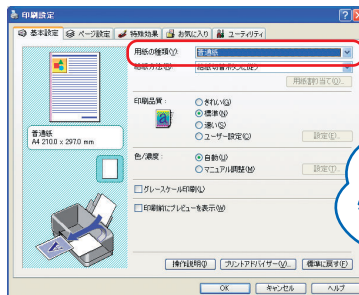 印刷設定
基本設定 ページ設定 特殊効果 お気に入り ユーティリティ
用紙の種類(Y): 普通紙
用紙割り当て(Q)...
印刷品質: きれい(G)
標準(N)
速い(S)
ユーザー設定(C) 設定(E)...
普通紙
A4 210.0 x 297.0 mm
色/濃度: 自動(U)
マニュアル調整(M) 設定(T)...
グレースケール印刷(L)
印刷前にプレビューを表示(W)
操作説明(I) プリントアドバイザー(V)... 標準に戻す(F)
OK キャンセル ヘルプ